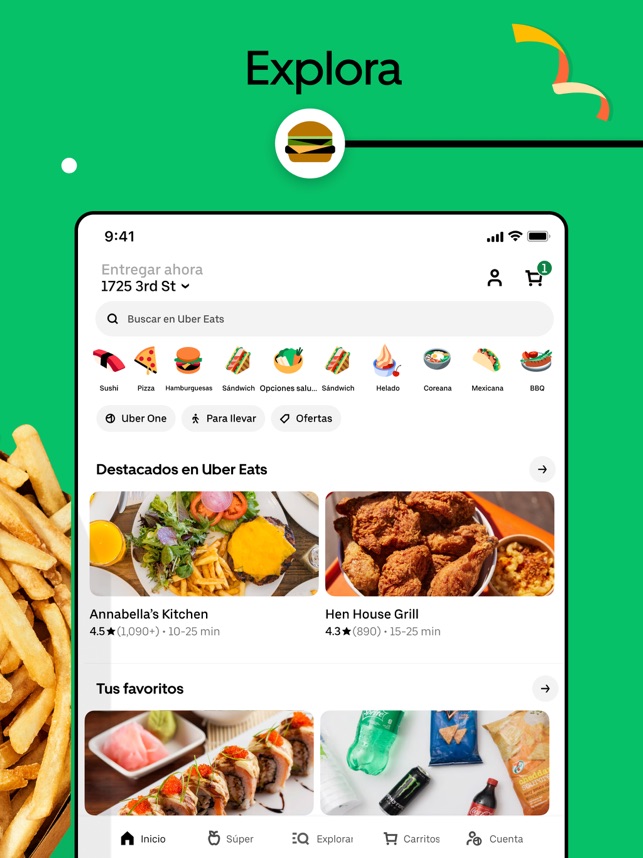 Explora
9:41
Entregar ahora
1725 3rd St
1
Buscar en Uber Eats
Sushi Pizza Hamburguesas Sándwich Opciones salu... Sándwich Helado Coreana Mexicana BBQ
Uber One Para llevar Ofertas
Destacados en Uber Eats
Annabella's Kitchen Hen House Grill
4.5★(1,090+) • 10-25 min 4.3★(890) • 15-25 min
Tus favoritos
Inicio Súper Explorar Carritos Cuenta